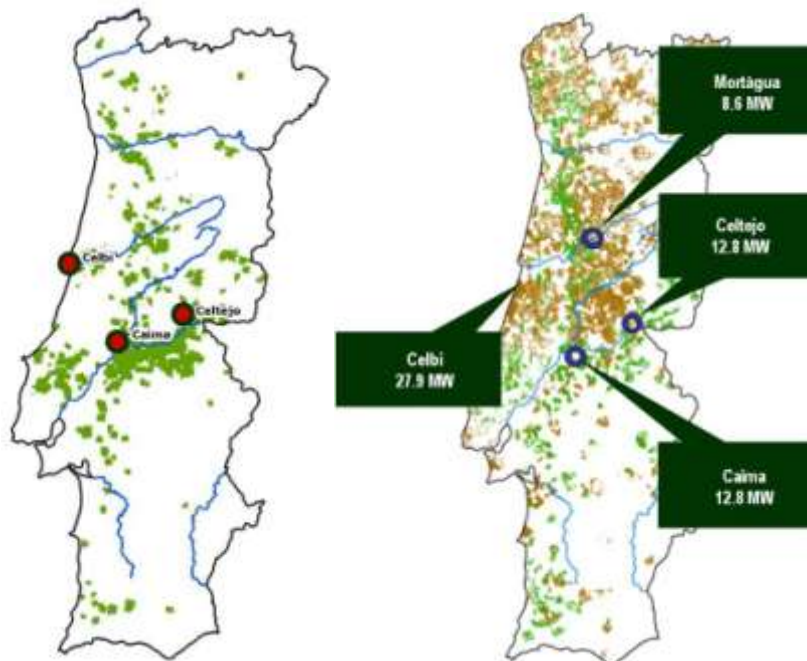 Celbi
Celtejo
Caima
Mortágua
8.6 MW
Celtejo
12.8 MW
Celbi
27.9 MW
Caima
12.8 MW